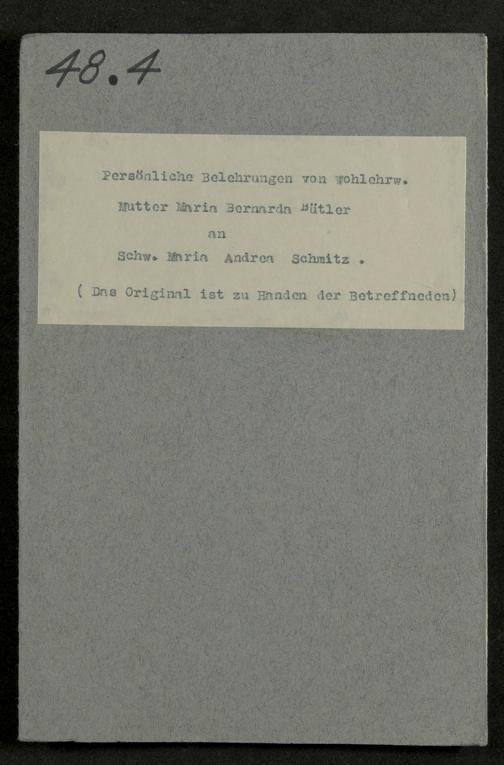 48.4
Persönliche Belehrungen von wohlehrw.
Mutter Maria Bernarda Bütler
an
Schw. Maria Andrea Schmitz .
( Das Original ist zu Handen der Betreffneden)